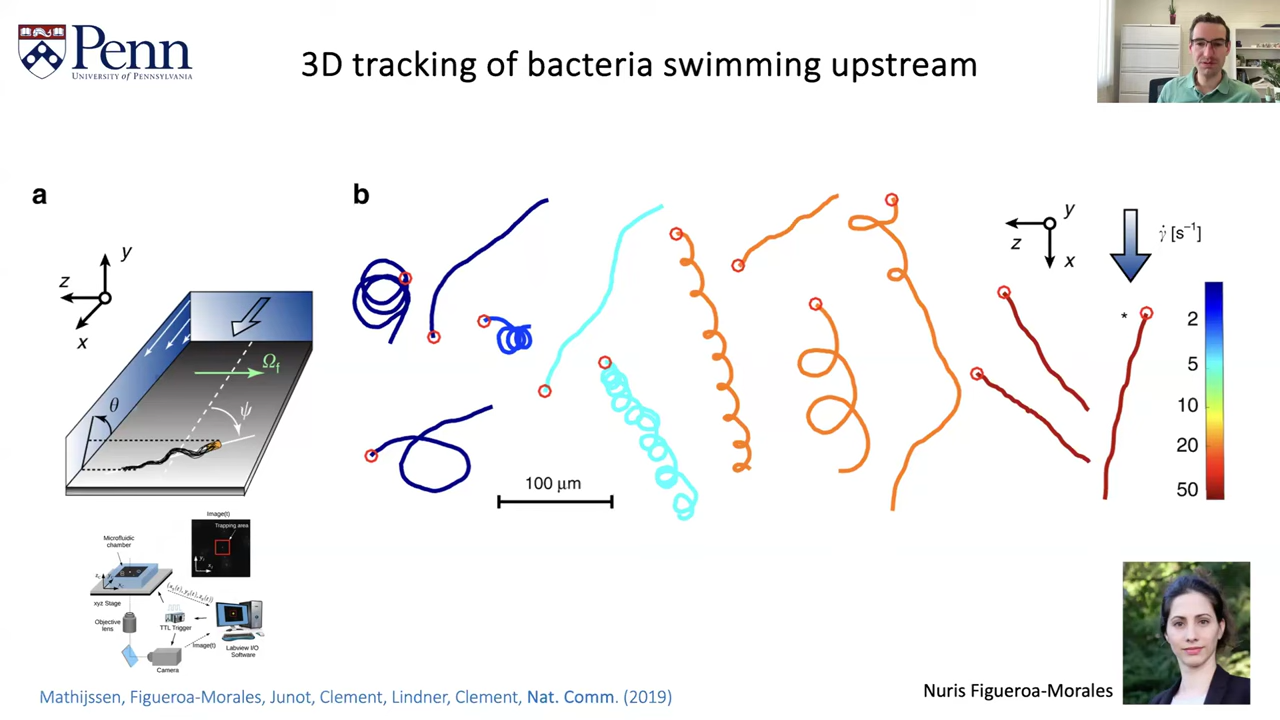 Penn
UNIVERSITY of PENNSYLVANIA
3D tracking of bacteria swimming upstream
a
y
z
x
Ωf
θ
ψ
Image(t)
Trapping area
Microfluidic
chamber
xyz Stage
Objective
lens
TTL Trigger
Image(t)
Labview I/O
Software
Camera
b
100 μm
y
z
x
γ̇ [s⁻¹]
*
2
5
10
20
50
Mathijssen, Figueroa-Morales, Junot, Clement, Lindner, Clement, Nat. Comm. (2019)
Nuris Figueroa-Morales